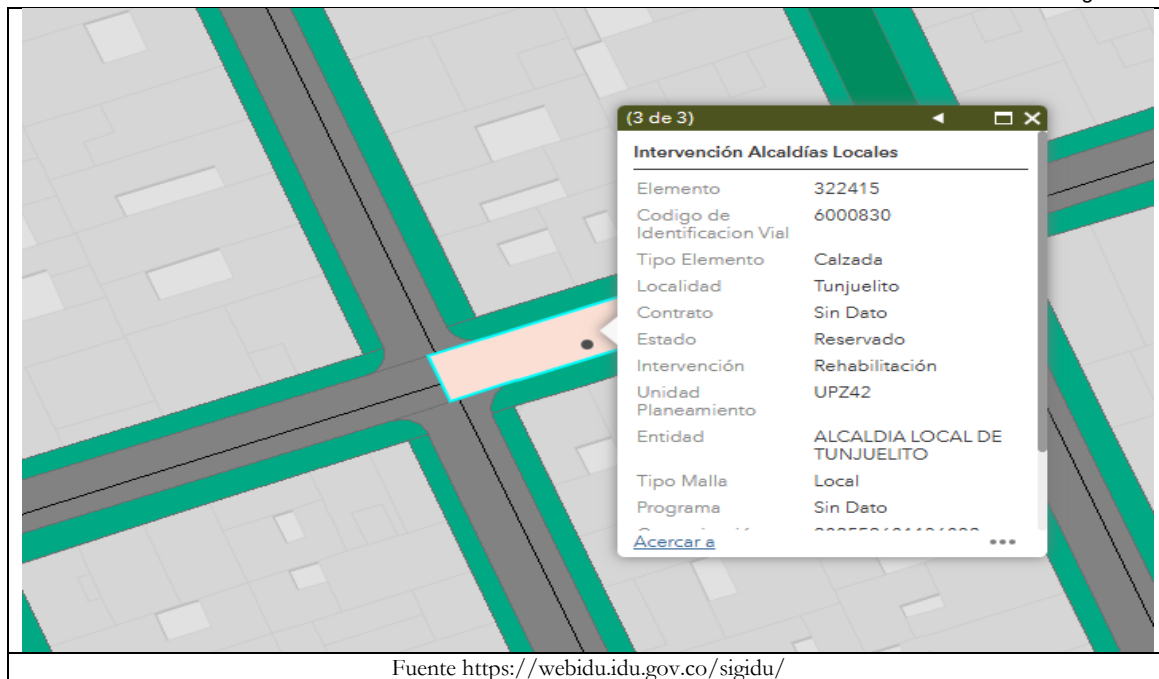 (3 de 3)
Intervención Alcaldías Locales
Elemento 322415
Codigo de Identificacion Vial 6000830
Tipo Elemento Calzada
Localidad Tunjuelito
Contrato Sin Dato
Estado Reservado
Intervención Rehabilitación
Unidad Planeamiento UPZ42
Entidad ALCALDIA LOCAL DE TUNJUELITO
Tipo Malla Local
Programa Sin Dato
Acercar a
Fuente https://webidu.idu.gov.co/sigidu/